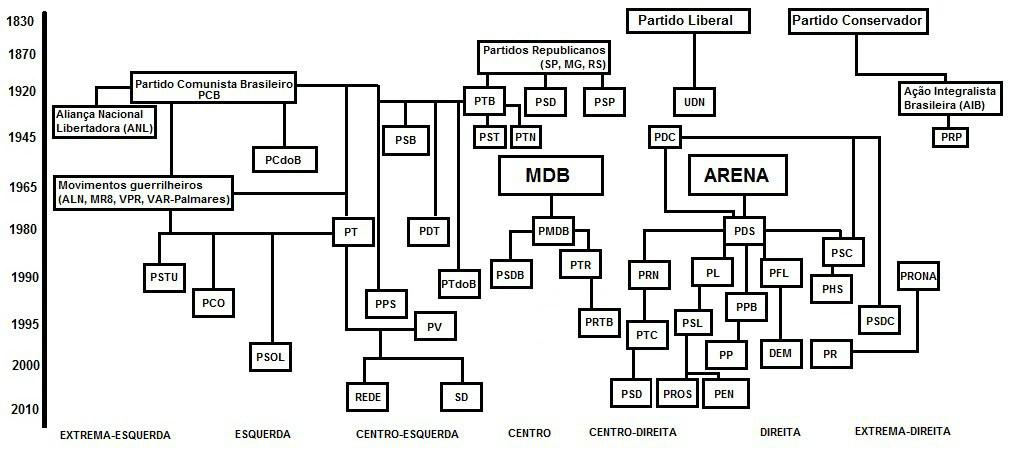 1830
Partido Liberal
Partido Conservador
1870
Partidos Republicanos
(SP, MG, RS)
Partido Comunista Brasileiro
PCB
1920
PTB
PSD
PSP
UDN
Ação Integralista
Brasileira (AIB)
Aliança Nacional
Libertadora (ANL)
1945
PSB
PST
PTN
PDC
PRP
PCdoB
MDB
ARENA
1965
Movimentos guerrilheiros
(ALN, MR8, VPR, VAR-Palmares)
1980
PT
PDT
PMDB
PDS
PSC
PSTU
PSDB
PTR
PRN
PL
PFL
1990
PTdoB
PHS
PRONA
PCO
PPS
PPB
1995
PV
PRTB
PTC
PSL
PSDC
PSOL
PP
DEM
PR
2000
REDE
SD
PSD
PROS
PEN
2010
EXTREMA-ESQUERDA
ESQUERDA
CENTRO-ESQUERDA
CENTRO
CENTRO-DIREITA
DIREITA
EXTREMA-DIREITA